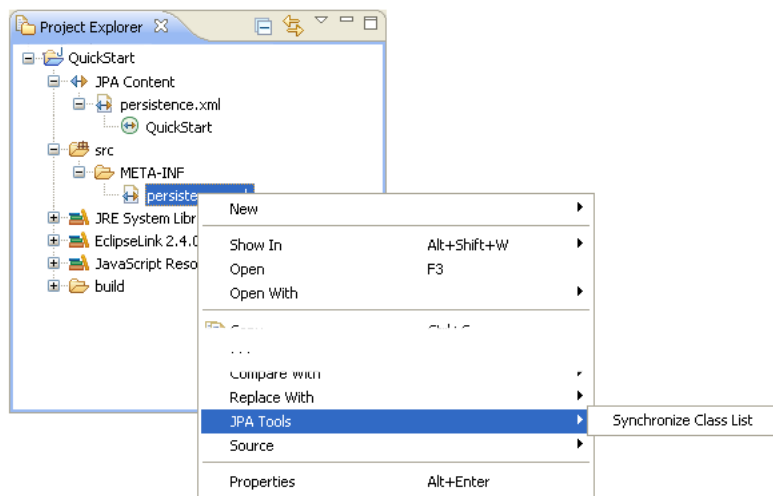 Project Explorer
QuickStart
JPA Content
persistence.xml
QuickStart
src
META-INF
persiste
JRE System Libr
EclipseLink 2.4.0
JavaScript Reso
build
New
Show In Alt+Shift+W
Open F3
Open With
. . .
Compare With
Replace With
JPA Tools
Synchronize Class List
Source
Properties Alt+Enter